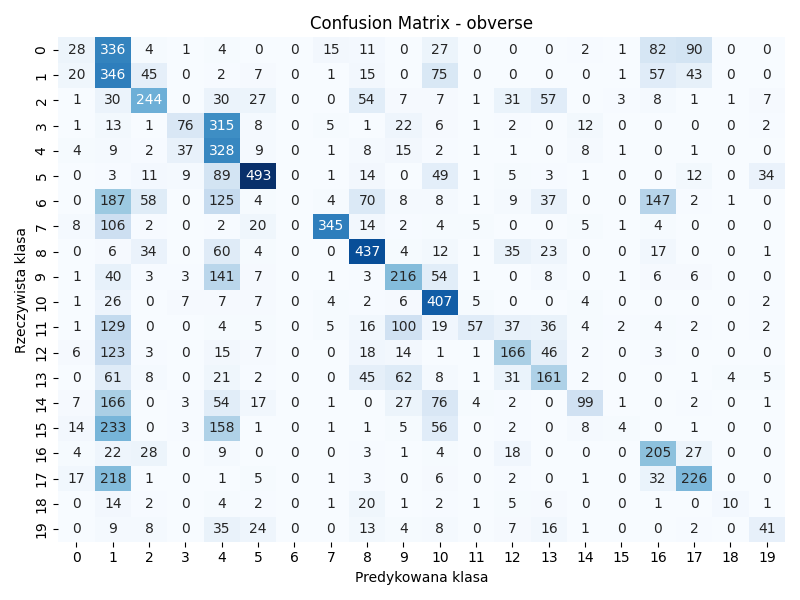 Confusion Matrix - obverse
Rzeczywista klasa
0 28 336 4 1 4 0 0 15 11 0 27 0 0 0 2 1 82 90 0 0
1 20 346 45 0 2 7 0 1 15 0 75 0 0 0 0 1 57 43 0 0
2 1 30 244 0 30 27 0 0 54 7 7 1 31 57 0 3 8 1 1 7
3 1 13 1 76 315 8 0 5 1 22 6 1 2 0 12 0 0 0 0 2
4 4 9 2 37 328 9 0 1 8 15 2 1 1 0 8 1 0 1 0 0
5 0 3 11 9 89 493 0 1 14 0 49 1 5 3 1 0 0 12 0 34
6 0 187 58 0 125 4 0 4 70 8 8 1 9 37 0 0 147 2 1 0
7 8 106 2 0 2 20 0 345 14 2 4 5 0 0 5 1 4 0 0 0
8 0 6 34 0 60 4 0 0 437 4 12 1 35 23 0 0 17 0 0 1
9 1 40 3 3 141 7 0 1 3 216 54 1 0 8 0 1 6 6 0 0
10 1 26 0 7 7 7 0 4 2 6 407 5 0 0 4 0 0 0 0 2
11 1 129 0 0 4 5 0 5 16 100 19 57 37 36 4 2 4 2 0 2
12 6 123 3 0 15 7 0 0 18 14 1 1 166 46 2 0 3 0 0 0
13 0 61 8 0 21 2 0 0 45 62 8 1 31 161 2 0 0 1 4 5
14 7 166 0 3 54 17 0 1 0 27 76 4 2 0 99 1 0 2 0 1
15 14 233 0 3 158 1 0 1 1 5 56 0 2 0 8 4 0 1 0 0
16 4 22 28 0 9 0 0 0 3 1 4 0 18 0 0 0 205 27 0 0
17 17 218 1 0 1 5 0 1 3 0 6 0 2 0 1 0 32 226 0 0
18 0 14 2 0 4 2 0 1 20 1 2 1 5 6 0 0 1 0 10 1
19 0 9 8 0 35 24 0 0 13 4 8 0 7 16 1 0 0 2 0 41
0 1 2 3 4 5 6 7 8 9 10 11 12 13 14 15 16 17 18 19
Predykowana klasa